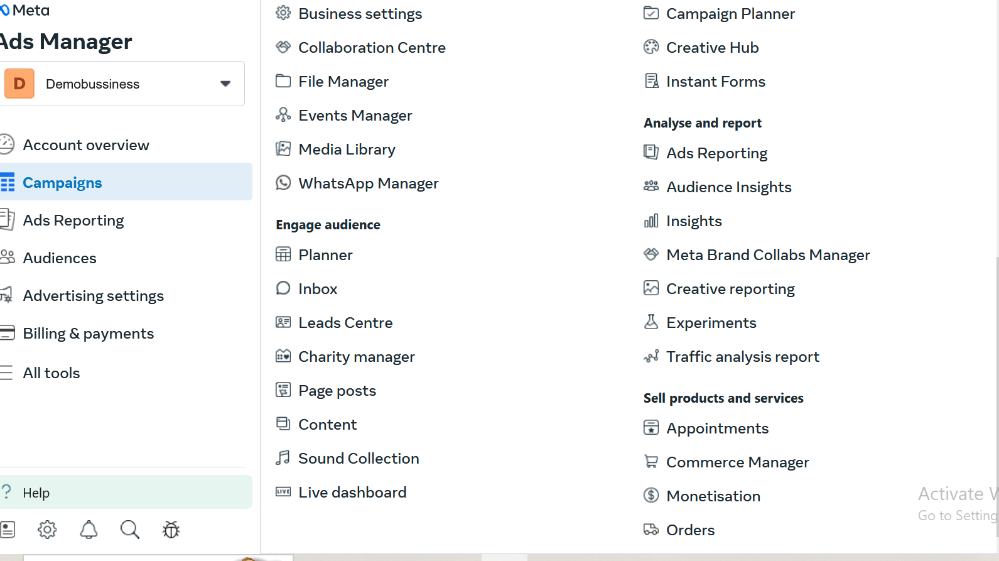 Meta
Ads Manager
D
Demobussiness
Account overview
Campaigns
Ads Reporting
Audiences
Advertising settings
Billing & payments
All tools
Help
Business settings
Collaboration Centre
File Manager
Events Manager
Media Library
WhatsApp Manager
Engage audience
Planner
Inbox
Leads Centre
Charity manager
Page posts
Content
Sound Collection
LIVE Live dashboard
Campaign Planner
Creative Hub
Instant Forms
Analyse and report
Ads Reporting
Audience Insights
Insights
Meta Brand Collabs Manager
Creative reporting
Experiments
Traffic analysis report
Sell products and services
Appointments
Commerce Manager
Monetisation
Orders
Activate W
Go to Setting